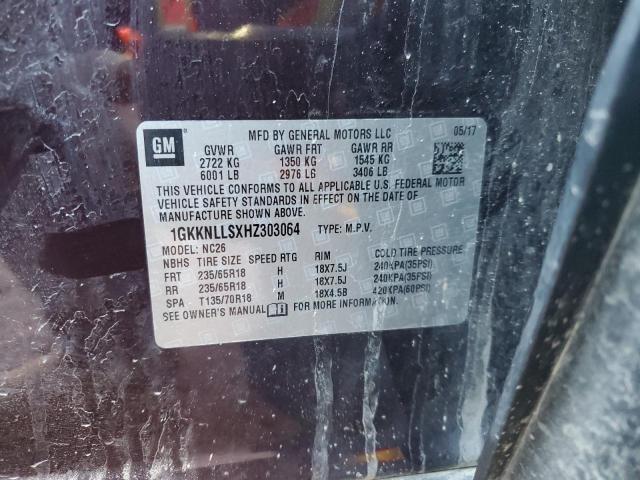 GM
MFD BY GENERAL MOTORS LLC 05/17
GVWR GAWR FRT GAWR RR
2722 KG 1350 KG 1545 KG
6001 LB 2976 LB 3406 LB
THIS VEHICLE CONFORMS TO ALL APPLICABLE U.S. FEDERAL MOTOR
VEHICLE SAFETY STANDARDS IN EFFECT ON THE DATE OF
MANUFACTURE SHOWN ABOVE.
1GKKNLLSXHZ303064 TYPE: M.P.V.
MODEL: NC26
NBHS TIRE SIZE SPEED RTG RIM COLD TIRE PRESSURE
FRT 235/65R18 H 18X7.5J 240KPA(35PSI)
RR 235/65R18 H 18X7.5J 240KPA(35PSI)
SPA T135/70R18 M 18X4.5B 420KPA(60PSI)
SEE OWNER'S MANUAL FOR MORE INFORMATION.